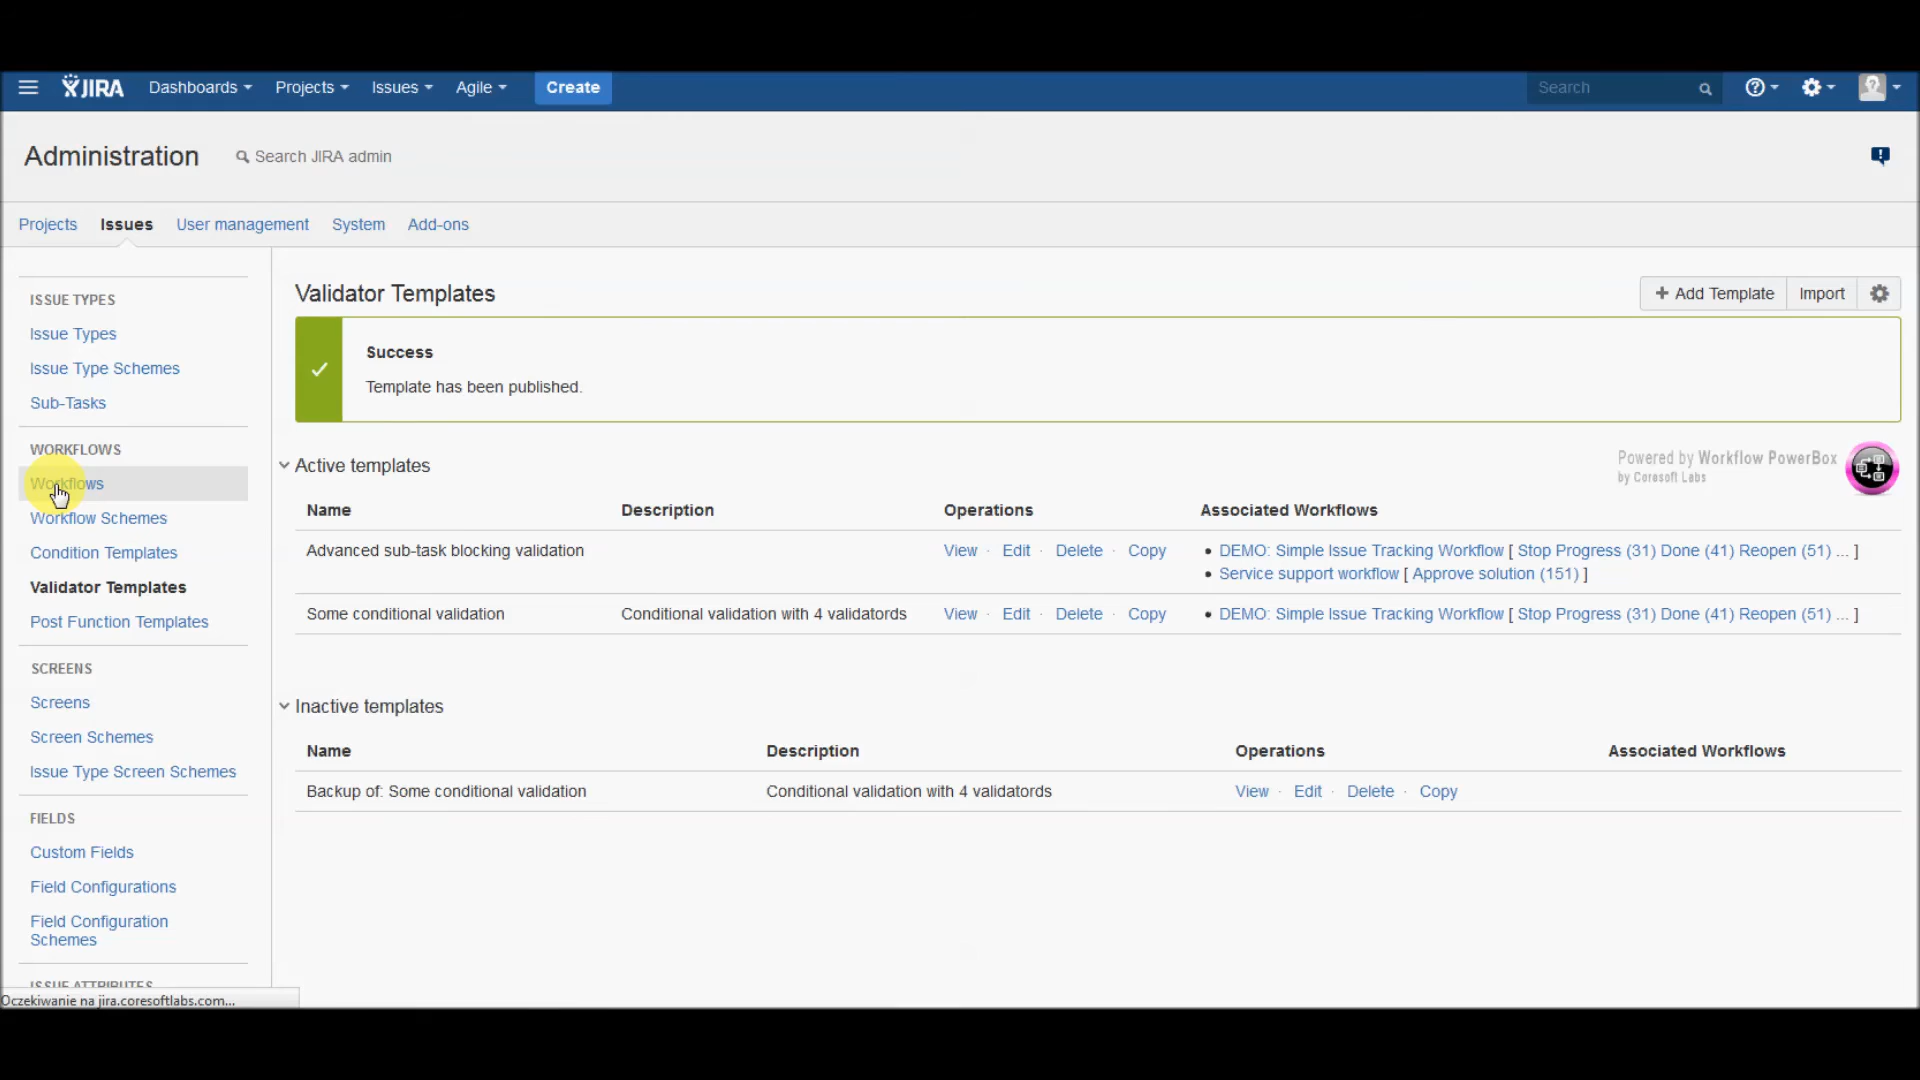 JIRA Dashboards Projects Issues Agile Create Search
Administration Search JIRA admin
Projects Issues User management System Add-ons
ISSUE TYPES
Issue Types
Issue Type Schemes
Sub-Tasks
WORKFLOWS
Workflows
Workflow Schemes
Condition Templates
Validator Templates
Post Function Templates
SCREENS
Screens
Screen Schemes
Issue Type Screen Schemes
FIELDS
Custom Fields
Field Configurations
Field Configuration
Schemes
ISSUE ATTRIBUTES
Oczekiwanie na jira.coresoftlabs.com...
Validator Templates
+ Add Template Import
Success
Template has been published.
Active templates
Powered by Workflow PowerBox
by Coresoft Labs
Name Description Operations Associated Workflows
Advanced sub-task blocking validation View · Edit · Delete · Copy • DEMO: Simple Issue Tracking Workflow [ Stop Progress (31) Done (41) Reopen (51) ... ]
• Service support workflow [ Approve solution (151) ]
Some conditional validation Conditional validation with 4 validatords View · Edit · Delete · Copy • DEMO: Simple Issue Tracking Workflow [ Stop Progress (31) Done (41) Reopen (51) ... ]
Inactive templates
Name Description Operations Associated Workflows
Backup of: Some conditional validation Conditional validation with 4 validatords View · Edit · Delete · Copy